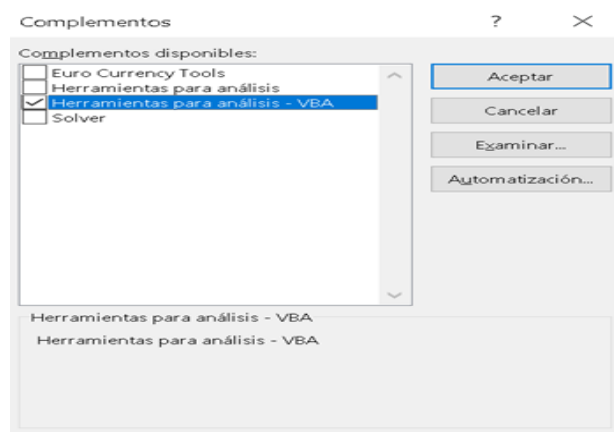 Complementos ?
Complementos disponibles:
Euro Currency Tools
Herramientas para análisis
Herramientas para análisis - VBA
Solver
Aceptar
Cancelar
Examinar...
Automatización...
Herramientas para análisis - VBA
Herramientas para análisis - VBA